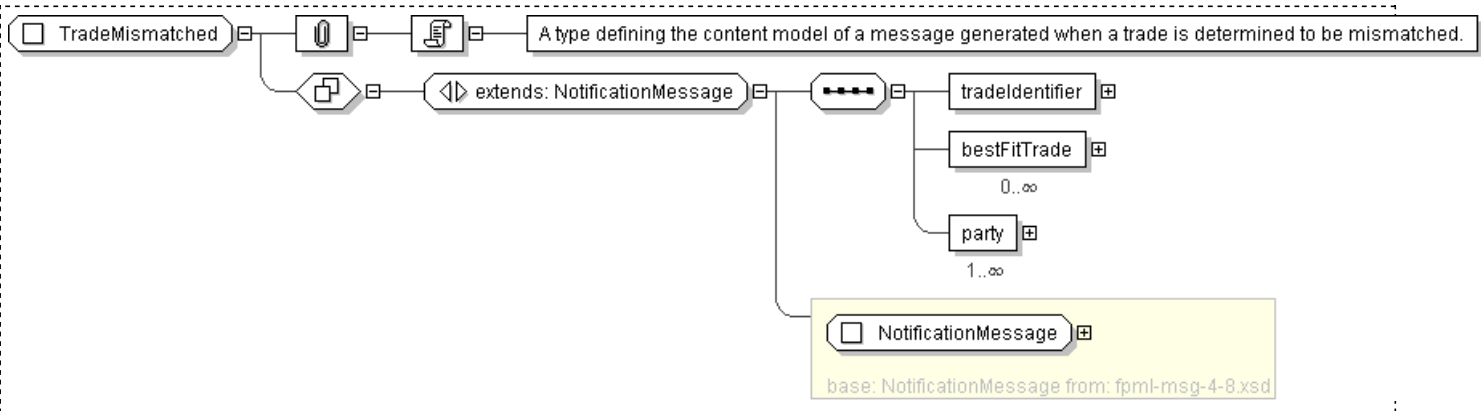 TradeMismatched
A type defining the content model of a message generated when a trade is determined to be mismatched.
extends: NotificationMessage
tradeIdentifier
bestFitTrade
0..∞
party
1..∞
NotificationMessage
base: NotificationMessage from: fpml-msg-4-8.xsd